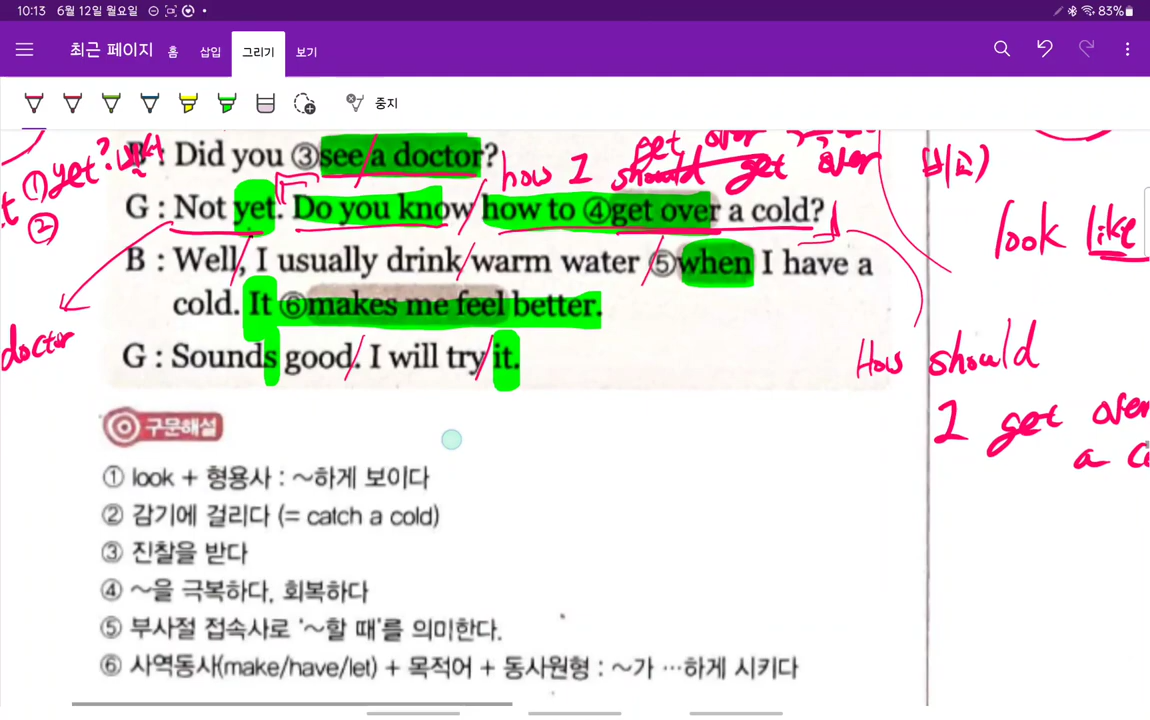 10:13 6월 12일 월요일 83%
최근 페이지 홈 삽입 그리기 보기
중지
Did you ③see a doctor?
get over
how I should get over
yet?
①
②
G : Not yet. Do you know how to ④get over a cold?
look like
B : Well, I usually drink warm water ⑤when I have a
cold. It ⑥makes me feel better.
doctor
G : Sounds good. I will try it.
How should
I get over
a
구문해설
① look + 형용사 : ~하게 보이다
② 감기에 걸리다 (= catch a cold)
③ 진찰을 받다
④ ~을 극복하다, 회복하다
⑤ 부사절 접속사로 '~할 때'를 의미한다.
⑥ 사역동사(make/have/let) + 목적어 + 동사원형 : ~가 …하게 시키다